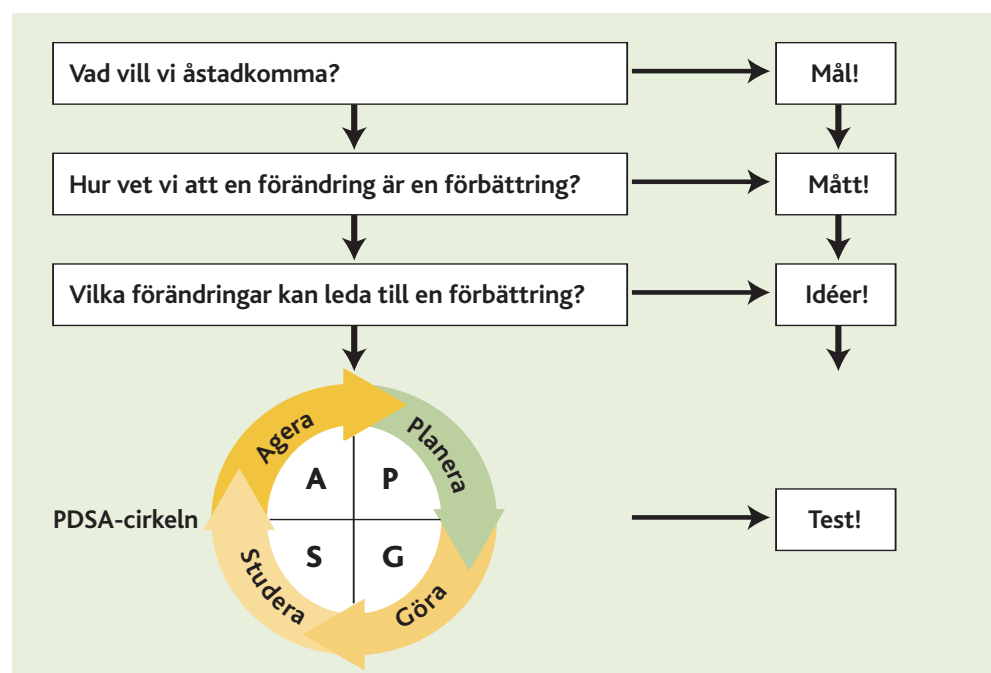 Vad vill vi åstadkomma?
Mål!
Hur vet vi att en förändring är en förbättring?
Mått!
Vilka förändringar kan leda till en förbättring?
Idéer!
Agera
Planera
A
P
PDSA-cirkeln
Test!
S
G
Studera
Göra